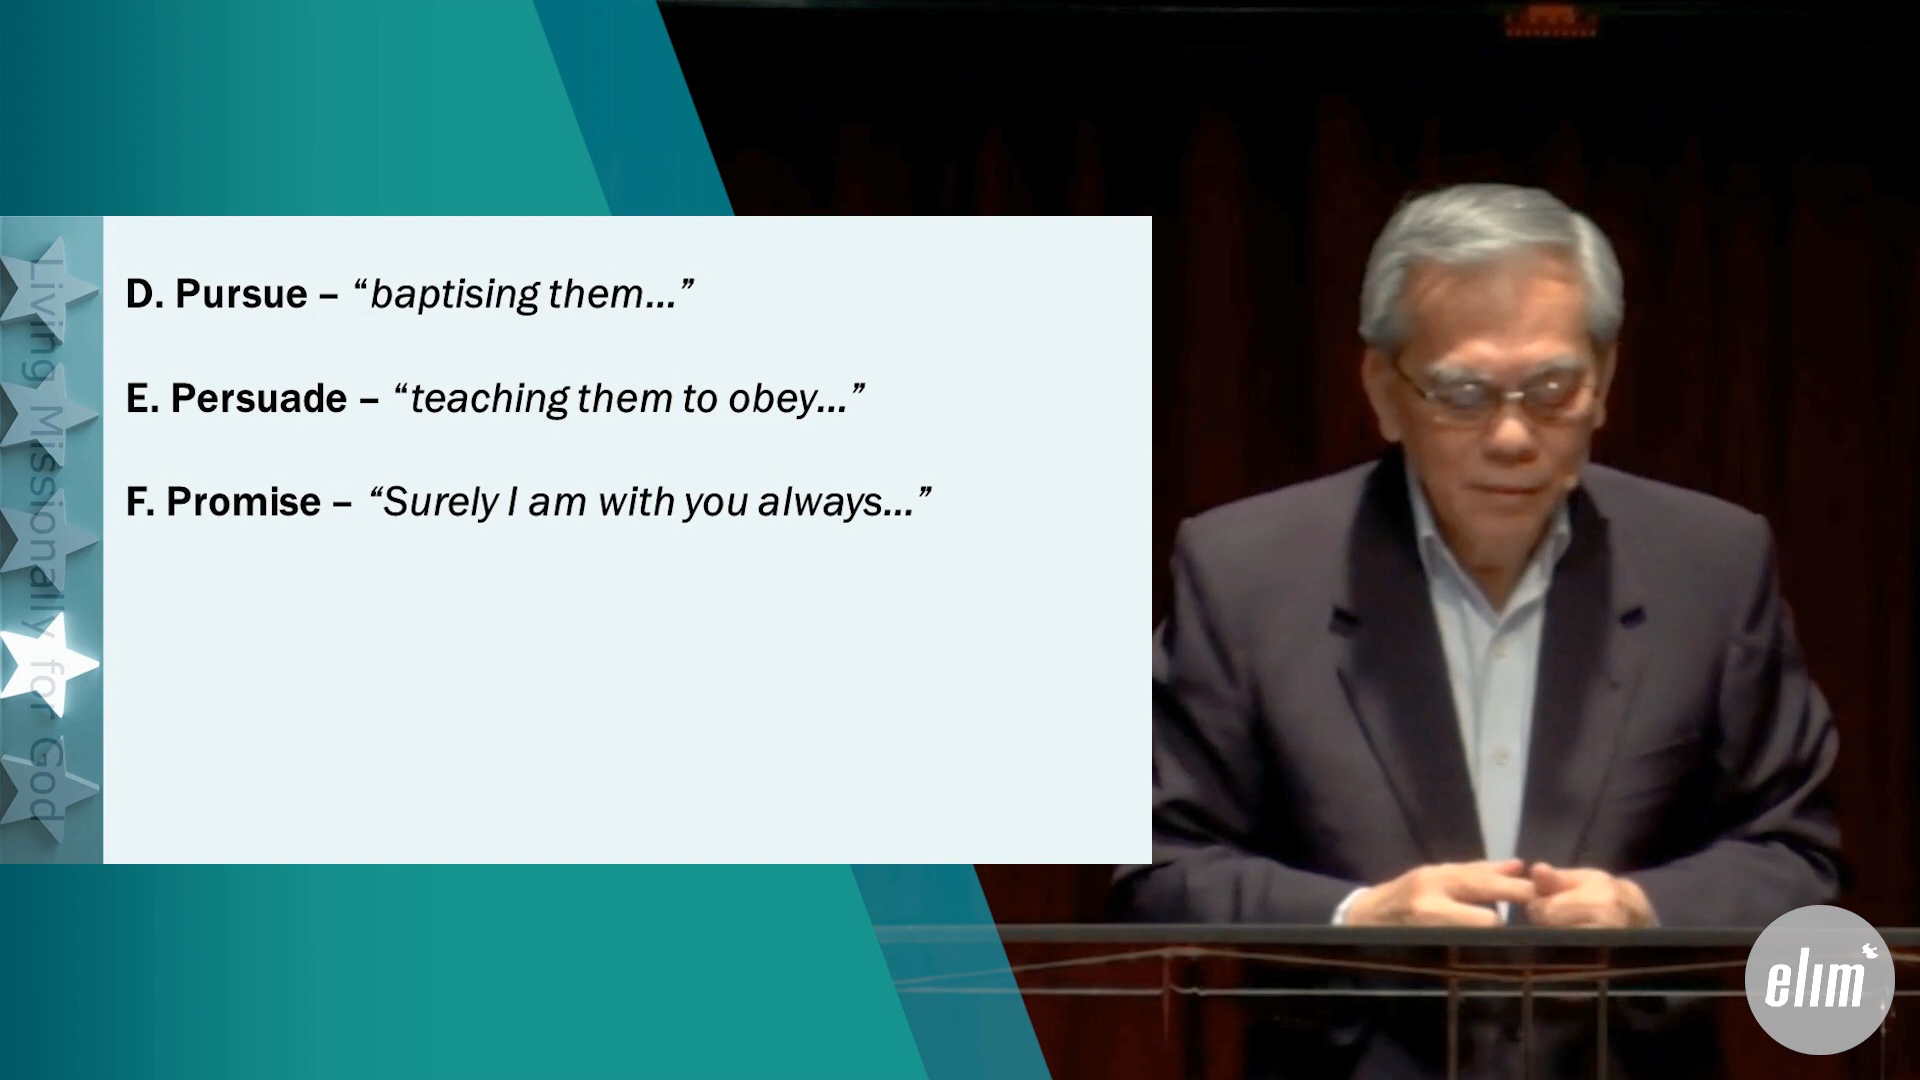 D. Pursue – “baptising them...”
E. Persuade – “teaching them to obey...”
F. Promise – “Surely I am with you always...”
Living Missionally for God
elim